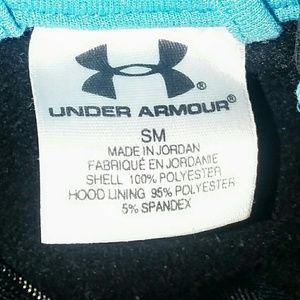 UNDER ARMOUR®
SM
MADE IN JORDAN
FABRIQUÉ EN JORDANIE
SHELL 100% POLYESTER
HOOD LINING 95% POLYESTER
5% SPANDEX